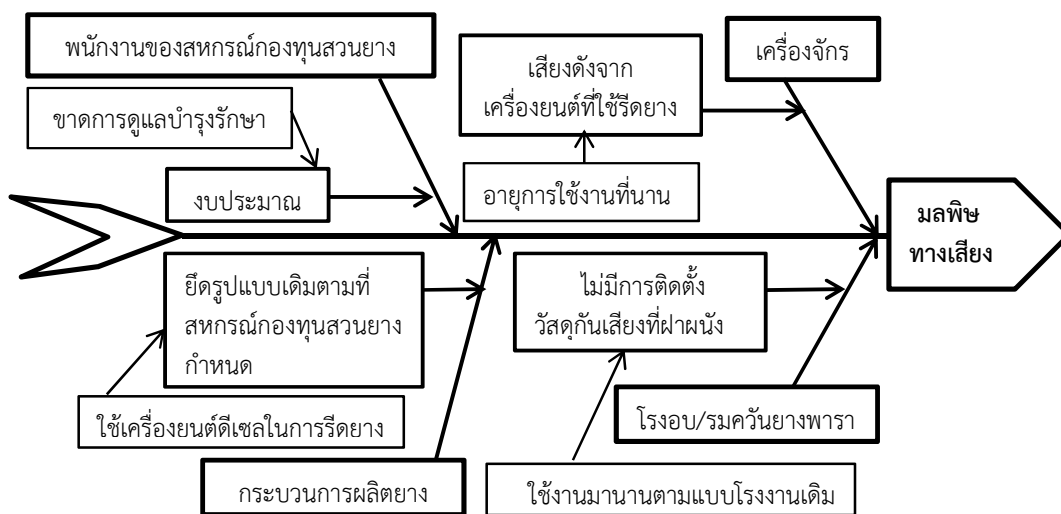 พนักงานของสหกรณ์กองทุนสวนยาง
เสียงดังจาก
เครื่องยนต์ที่ใช้รีดยาง
เครื่องจักร
ขาดการดูแลบำรุงรักษา
งบประมาณ
อายุการใช้งานที่นาน
มลพิษ
ทางเสียง
ยึดรูปแบบเดิมตามที่
สหกรณ์กองทุนสวนยาง
กำหนด
ไม่มีการติดตั้ง
วัสดุกันเสียงที่ฝาผนัง
ใช้เครื่องยนต์ดีเซลในการรีดยาง
โรงอบ/รมควันยางพารา
กระบวนการผลิตยาง
ใช้งานมานานตามแบบโรงงานเดิม